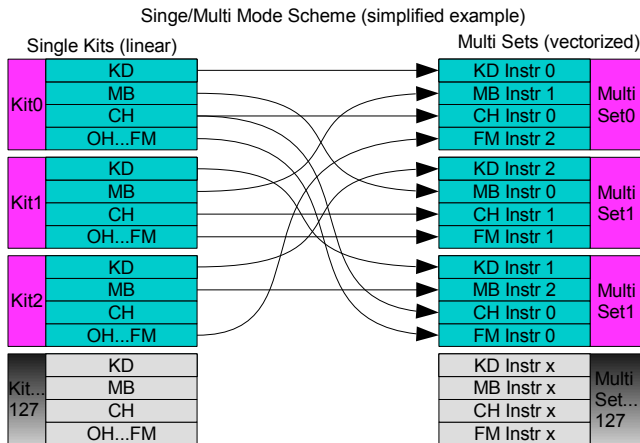 Singe/Multi Mode Scheme (simplified example)
Single Kits (linear)
Multi Sets (vectorized)
Kit0
KD
MB
CH
OH...FM
KD Instr 0
MB Instr 1
CH Instr 0
FM Instr 2
Multi
Set0
Kit1
KD
MB
CH
OH...FM
KD Instr 2
MB Instr 0
CH Instr 1
FM Instr 1
Multi
Set1
Kit2
KD
MB
CH
OH...FM
KD Instr 1
MB Instr 2
CH Instr 0
FM Instr 0
Multi
Set1
Kit...
127
KD
MB
CH
OH...FM
KD Instr x
MB Instr x
CH Instr x
FM Instr x
Multi
Set...
127